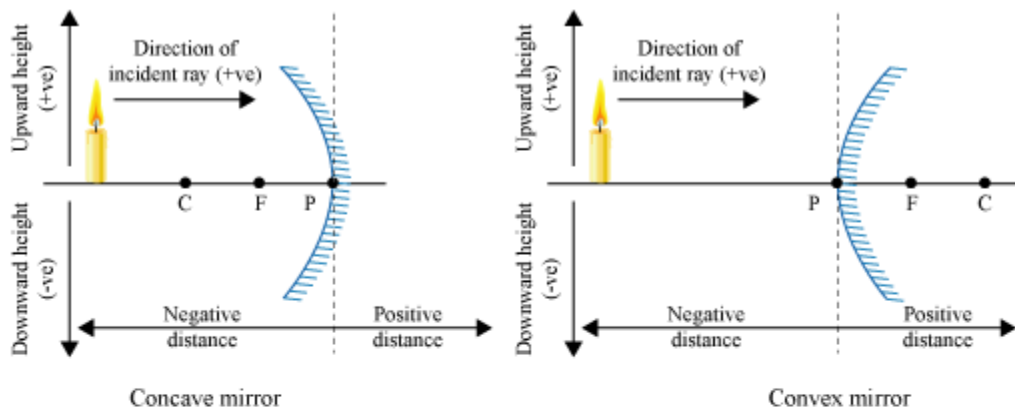 Upward height
(+ve)
Direction of
incident ray (+ve)
C
F
P
Downward height
(-ve)
Negative
distance
Positive
distance
Concave mirror
Upward height
(+ve)
Direction of
incident ray (+ve)
P
F
C
Downward height
(-ve)
Negative
distance
Positive
distance
Convex mirror